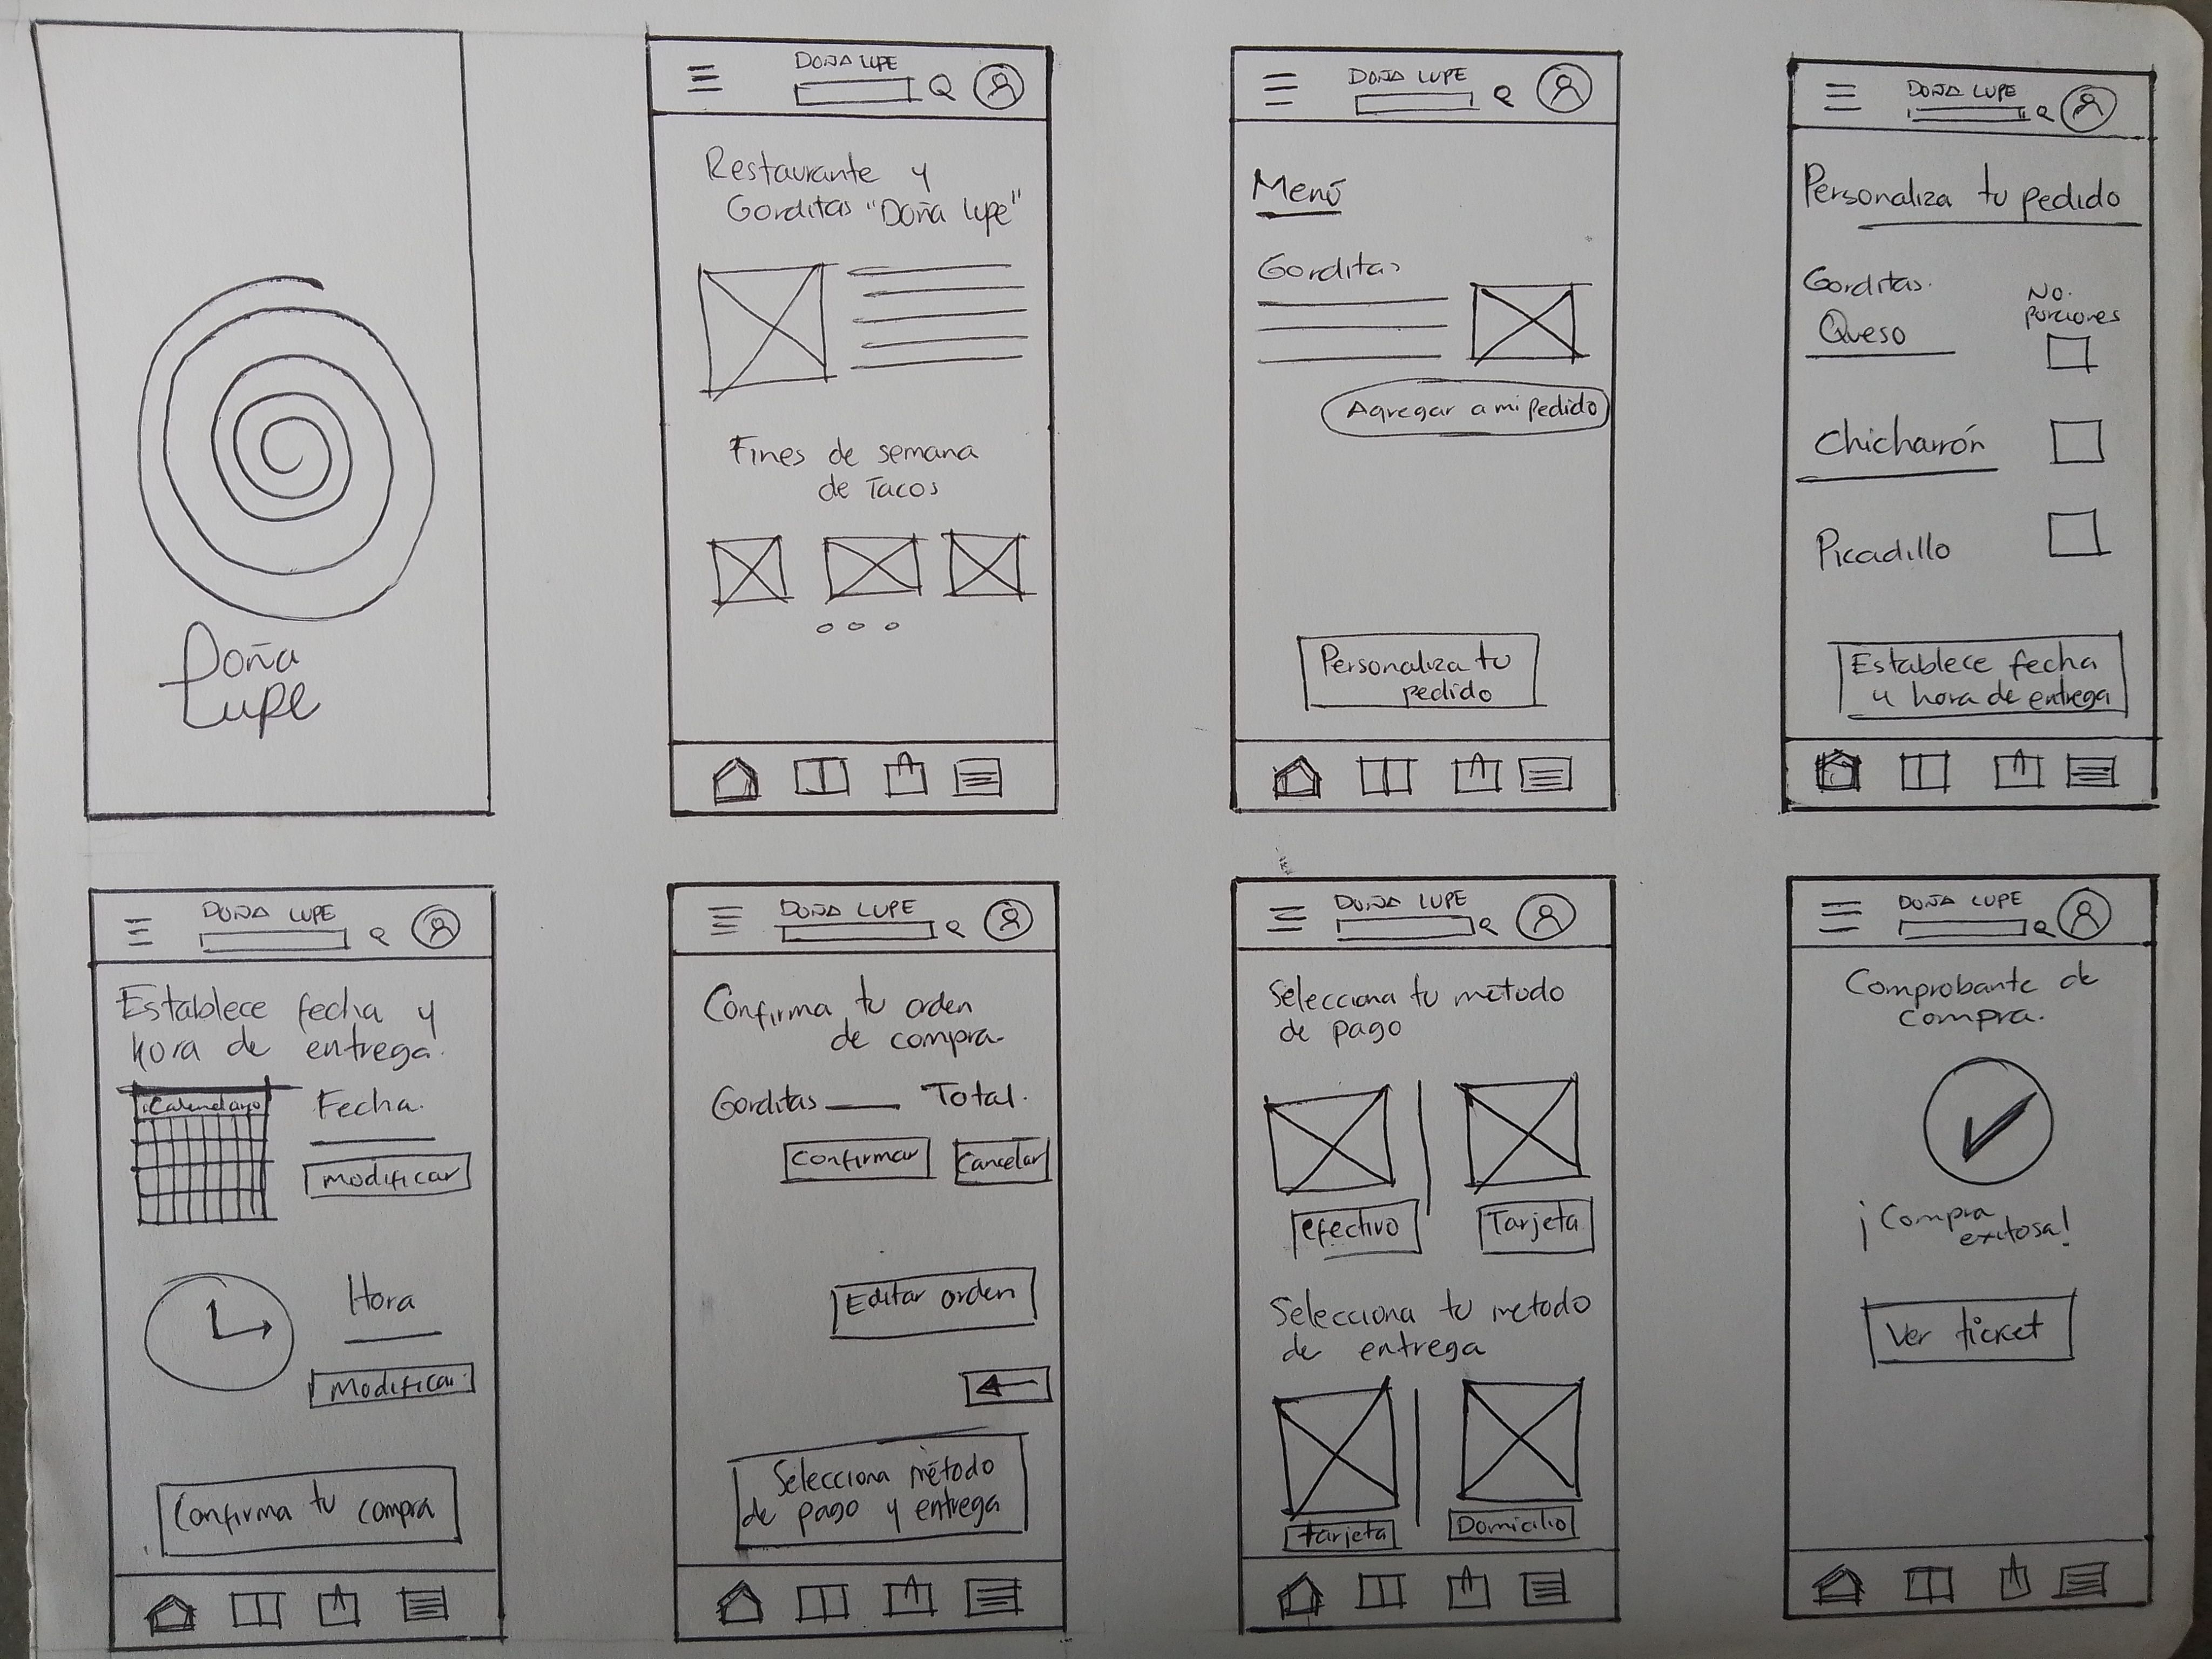 Doña
Lupe
DOÑA LUPE
Restaurante y
Gorditas "Doña Lupe"
Fines de semana
de Tacos
DOÑA LUPE
Menú
Gorditas
Agregar a mi pedido
Personaliza tu
pedido
DOÑA LUPE
Personaliza tu pedido
Gorditas.
No.
porciones
Queso
Chicharrón
Picadillo
Establece fecha
y hora de entrega
DOÑA LUPE
Establece fecha y
hora de entrega.
Calendario
Fecha.
Modificar
Hora
Modificar
Confirma tu compra
DOÑA LUPE
Confirma tu orden
de compra.
Gorditas Total.
Confirmar Cancelar
Editar orden
Selecciona método
de pago y entrega
DOÑA LUPE
Selecciona tu método
de pago
efectivo Tarjeta
Selecciona tu metodo
de entrega
tarjeta Domicilio
DOÑA LUPE
Comprobante de
compra.
¡Compra
exitosa!
Ver ticket